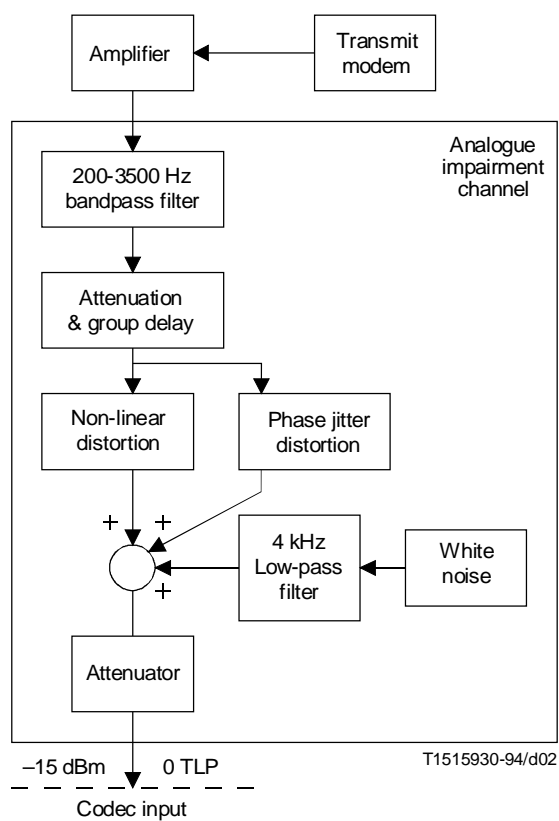 Amplifier
Transmit
modem
Analogue
impairment
channel
200-3500 Hz
bandpass filter
Attenuation
& group delay
Non-linear
distortion
Phase jitter
distortion
+ +
4 kHz
Low-pass
filter
White
noise
+
Attenuator
T1515930-94/d02
–15 dBm 0 TLP
Codec input